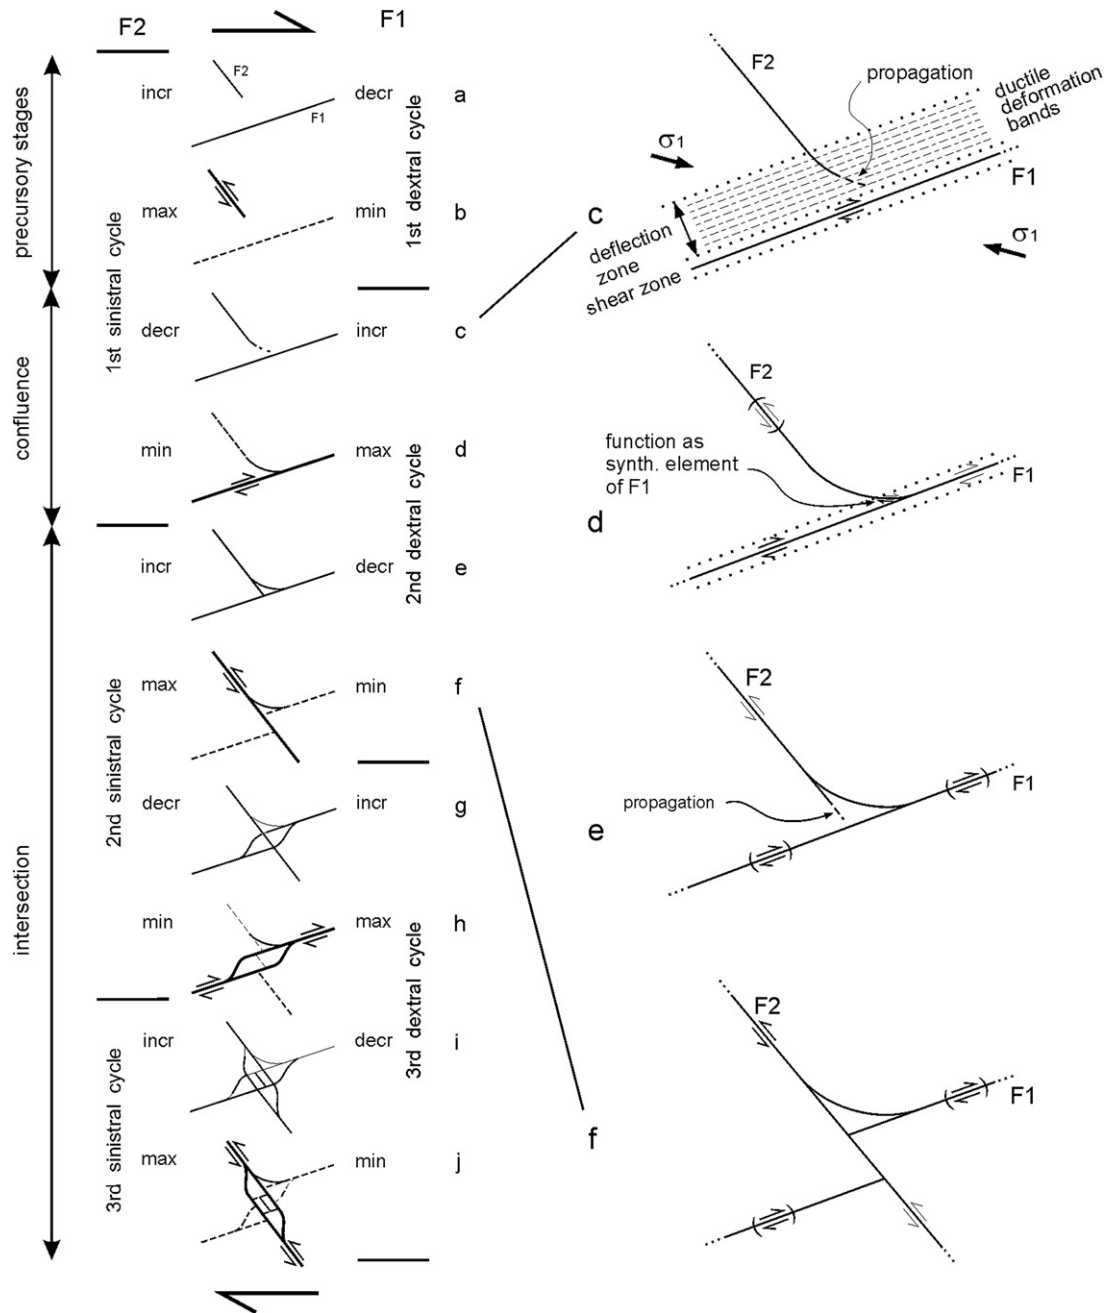 F2
F1
precursory stages
confluence
intersection
1st sinistral cycle
2nd sinistral cycle
3rd sinistral cycle
1st dextral cycle
2nd dextral cycle
3rd dextral cycle
incr
F2
F1
decr
a
max
min
b
decr
incr
c
min
max
d
incr
decr
e
max
min
f
decr
incr
g
min
max
h
incr
decr
i
max
min
j
F2
propagation
ductile
deformation
bands
σ1
F1
c
deflection
zone
shear zone
σ1
F2
function as
synth. element
of F1
F1
d
F2
F1
propagation
e
F2
F1
f